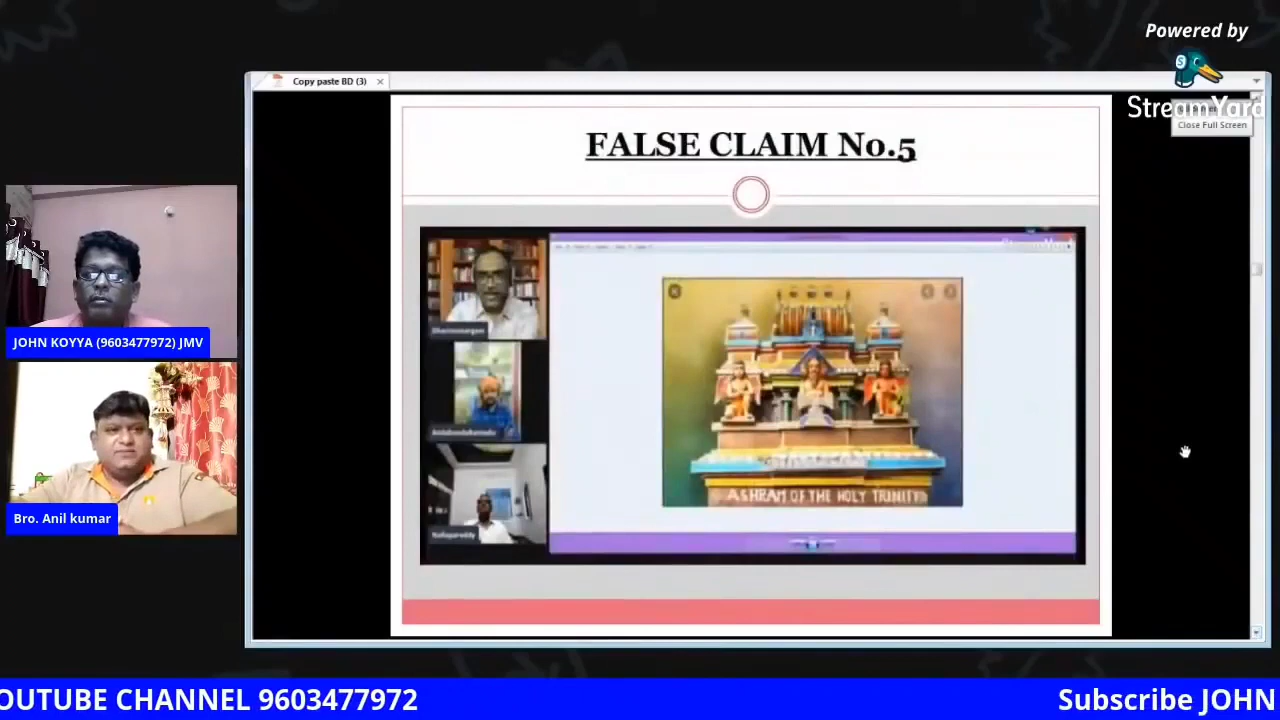 Powered by
StreamYard
Copy paste BD (3)
Close Full Screen
FALSE CLAIM No.5
ASHRAM OF THE HOLY TRINITY
JOHN KOYYA (9603477972) JMV
Bro. Anil kumar
OUTUBE CHANNEL 9603477972
Subscribe JOHN